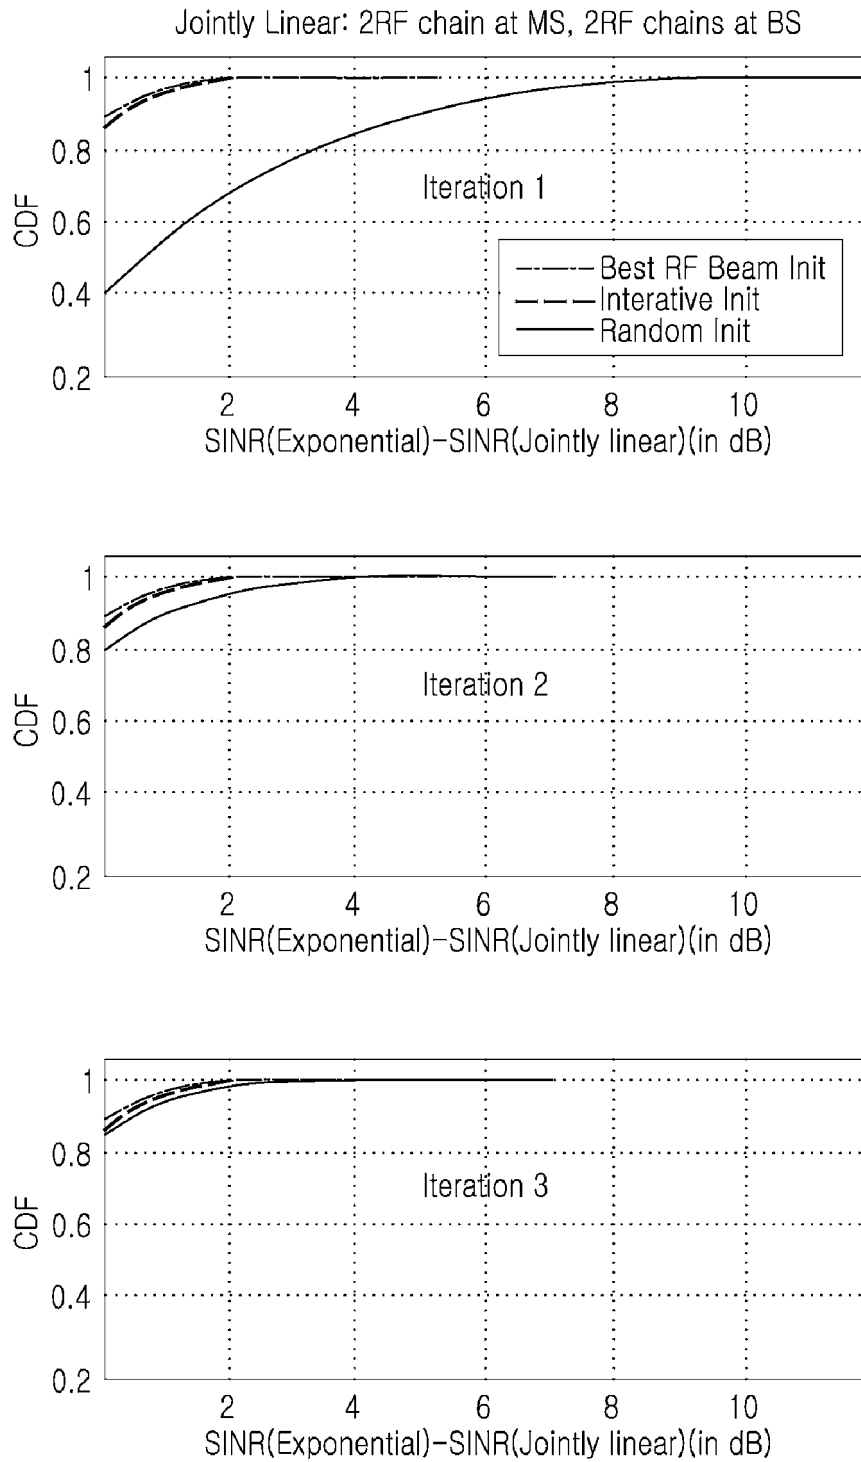 Jointly Linear: 2RF chain at MS, 2RF chains at BS
1
0.8
0.6
0.4
0.2
CDF
Iteration 1
Best RF Beam Init
Interative Init
Random Init
2 4 6 8 10
SINR(Exponential)-SINR(Jointly linear)(in dB)
1
0.8
0.6
0.4
0.2
CDF
Iteration 2
2 4 6 8 10
SINR(Exponential)-SINR(Jointly linear)(in dB)
1
0.8
0.6
0.4
0.2
CDF
Iteration 3
2 4 6 8 10
SINR(Exponential)-SINR(Jointly linear)(in dB)